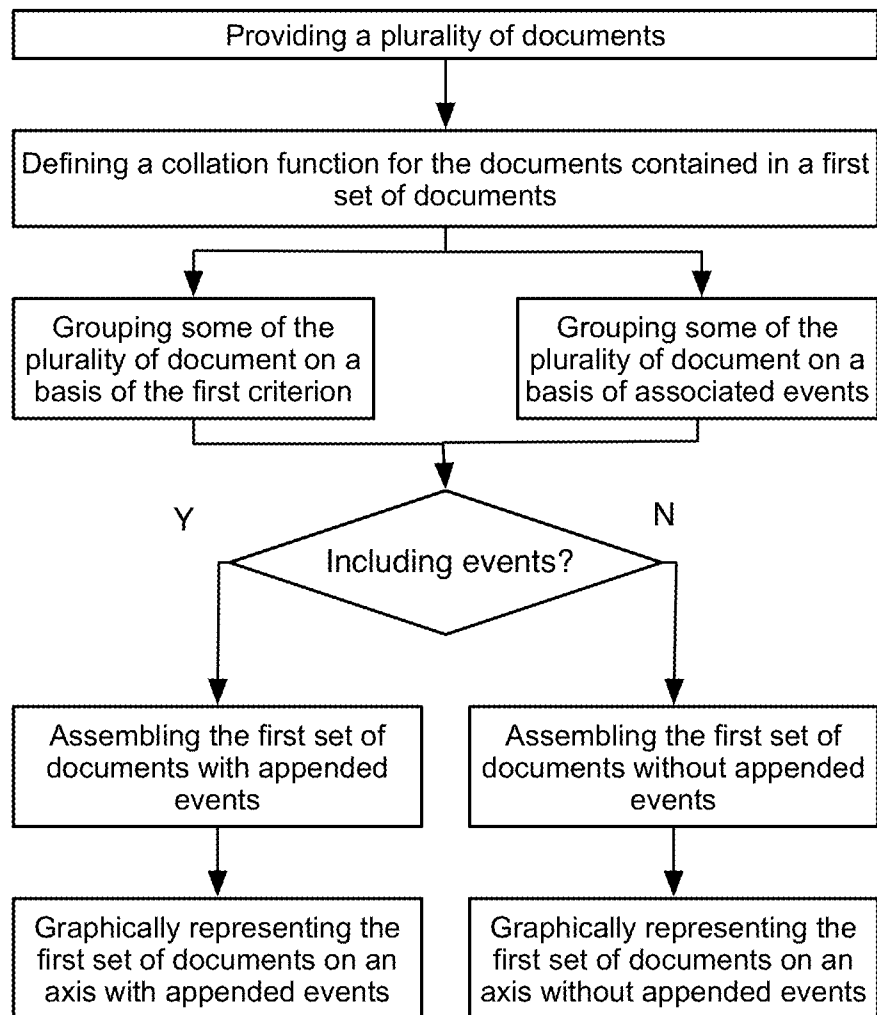 Providing a plurality of documents
Defining a collation function for the documents contained in a first
set of documents
Grouping some of the
plurality of document on a
basis of the first criterion
Grouping some of the
plurality of document on a
basis of associated events
Y
N
Including events?
Assembling the first set of
documents with appended
events
Assembling the first set of
documents without appended
events
Graphically representing the
first set of documents on an
axis with appended events
Graphically representing the
first set of documents on an
axis without appended events